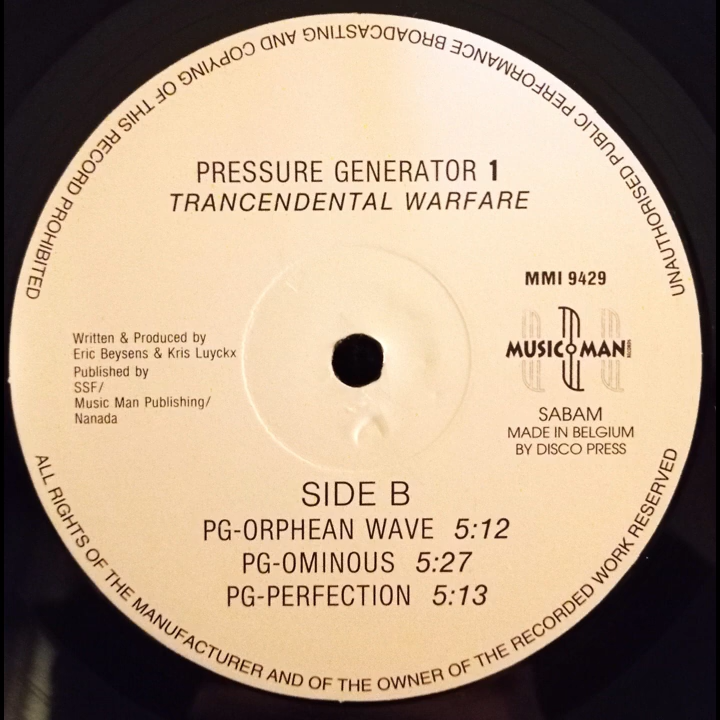 UNAUTHORISED PUBLIC PERFORMANCE BROADCASTING AND COPYING OF THIS RECORD PROHIBITED
PRESSURE GENERATOR 1
TRANCENDENTAL WARFARE
MMI 9429
MUSIC MAN
RECORDS
SABAM
MADE IN BELGIUM
BY DISCO PRESS
Written & Produced by
Eric Beysens & Kris Luyckx
Published by
SSF/
Music Man Publishing/
Nanada
SIDE B
PG-ORPHEAN WAVE 5:12
PG-OMINOUS 5:27
PG-PERFECTION 5:13
ALL RIGHTS OF THE MANUFACTURER AND OF THE OWNER OF THE RECORDED WORK RESERVED